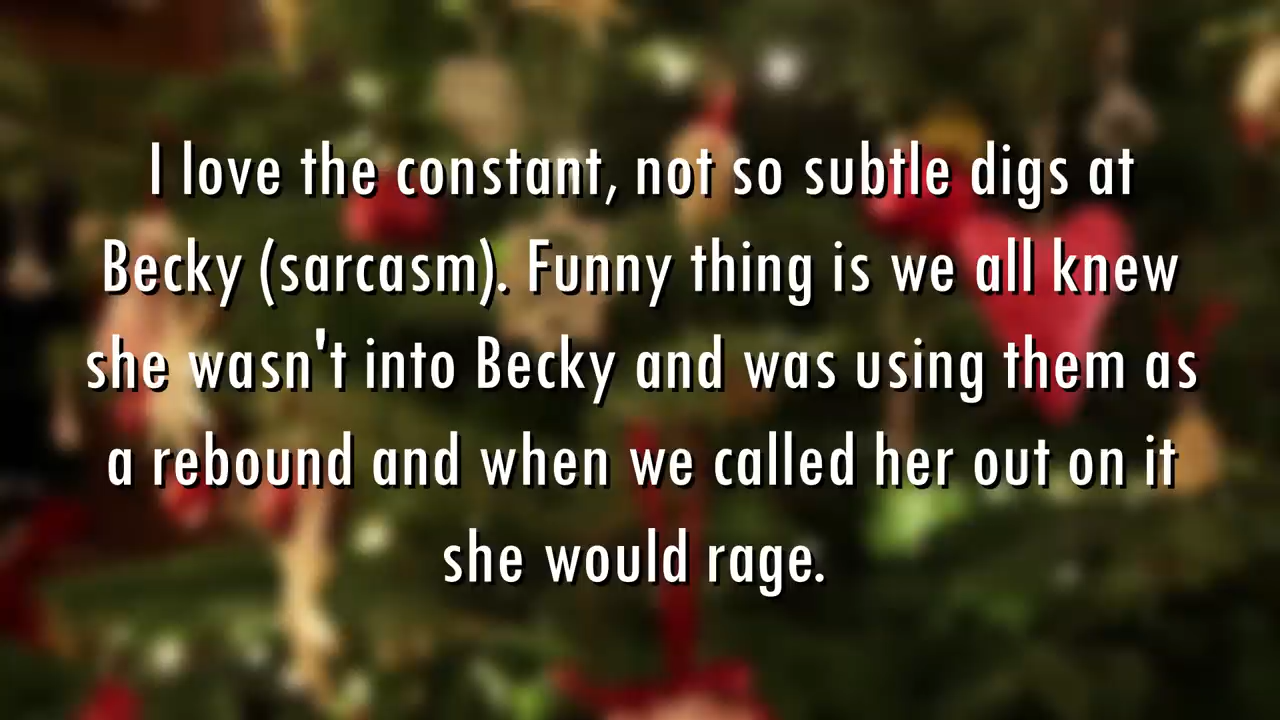 I love the constant, not so subtle digs at
Becky (sarcasm). Funny thing is we all knew
she wasn't into Becky and was using them as
a rebound and when we called her out on it
she would rage.